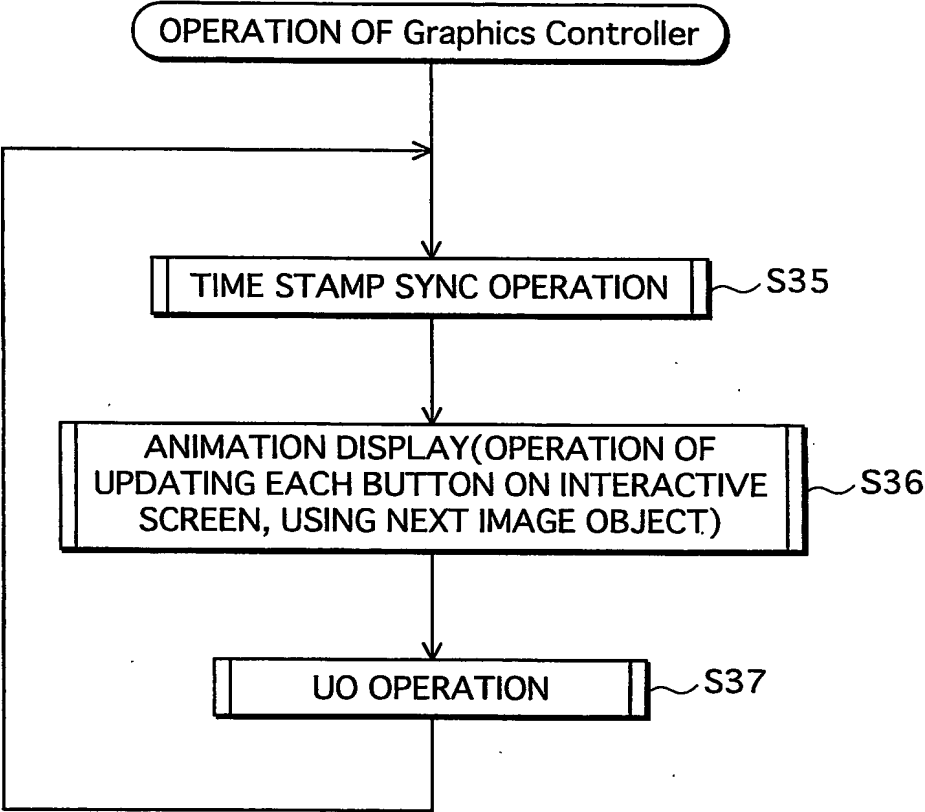 OPERATION OF Graphics Controller
TIME STAMP SYNC OPERATION
S35
ANIMATION DISPLAY(OPERATION OF
UPDATING EACH BUTTON ON INTERACTIVE
SCREEN, USING NEXT IMAGE OBJECT)
S36
UO OPERATION
S37